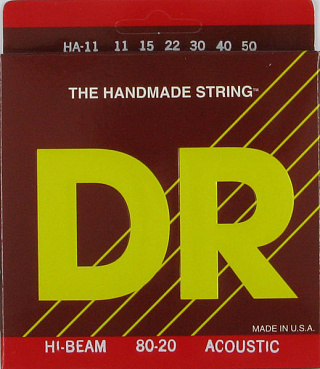 HA-11 11 15 22 30 40 50
THE HANDMADE STRING™
DR
MADE IN U.S.A.
HI-BEAM 80-20 ACOUSTIC